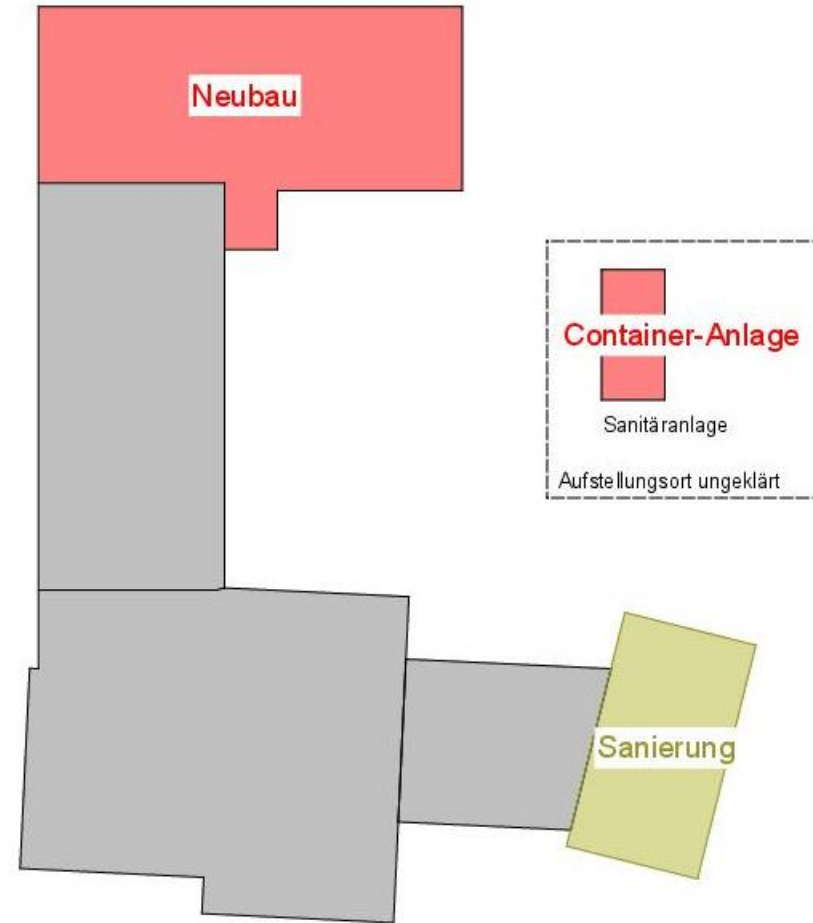 Neubau
Container-Anlage
Sanitäranlage
Aufstellungsort ungeklärt
Sanierung